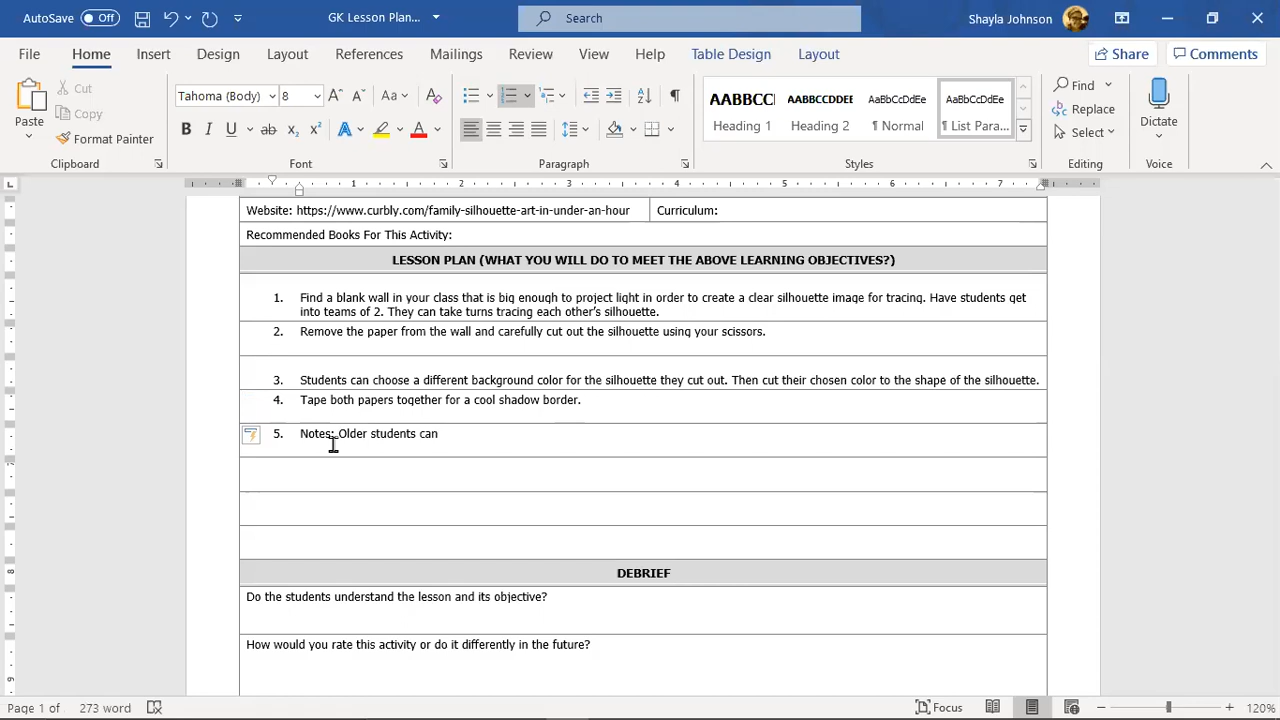 AutoSave Off GK Lesson Plan... Search Shayla Johnson
File Home Insert Design Layout References Mailings Review View Help Table Design Layout Share Comments
Paste Cut Copy Format Painter
Clipboard
Tahoma (Body) 8
Font
Paragraph
AABBCC Heading 1
AABBCCDDEE Heading 2
AaBbCcDdEe ¶ Normal
AaBbCcDdEe ¶ List Para...
Styles
Find
Replace
Select
Editing
Dictate
Voice
1 2 3 4 5 6 7
Website: https://www.curbly.com/family-silhouette-art-in-under-an-hour Curriculum:
Recommended Books For This Activity:
LESSON PLAN (WHAT YOU WILL DO TO MEET THE ABOVE LEARNING OBJECTIVES?)
1. Find a blank wall in your class that is big enough to project light in order to create a clear silhouette image for tracing. Have students get
into teams of 2. They can take turns tracing each other's silhouette.
2. Remove the paper from the wall and carefully cut out the silhouette using your scissors.
3. Students can choose a different background color for the silhouette they cut out. Then cut their chosen color to the shape of the silhouette.
4. Tape both papers together for a cool shadow border.
5. Notes: Older students can
DEBRIEF
Do the students understand the lesson and its objective?
How would you rate this activity or do it differently in the future?
Page 1 of 273 word Focus 120%